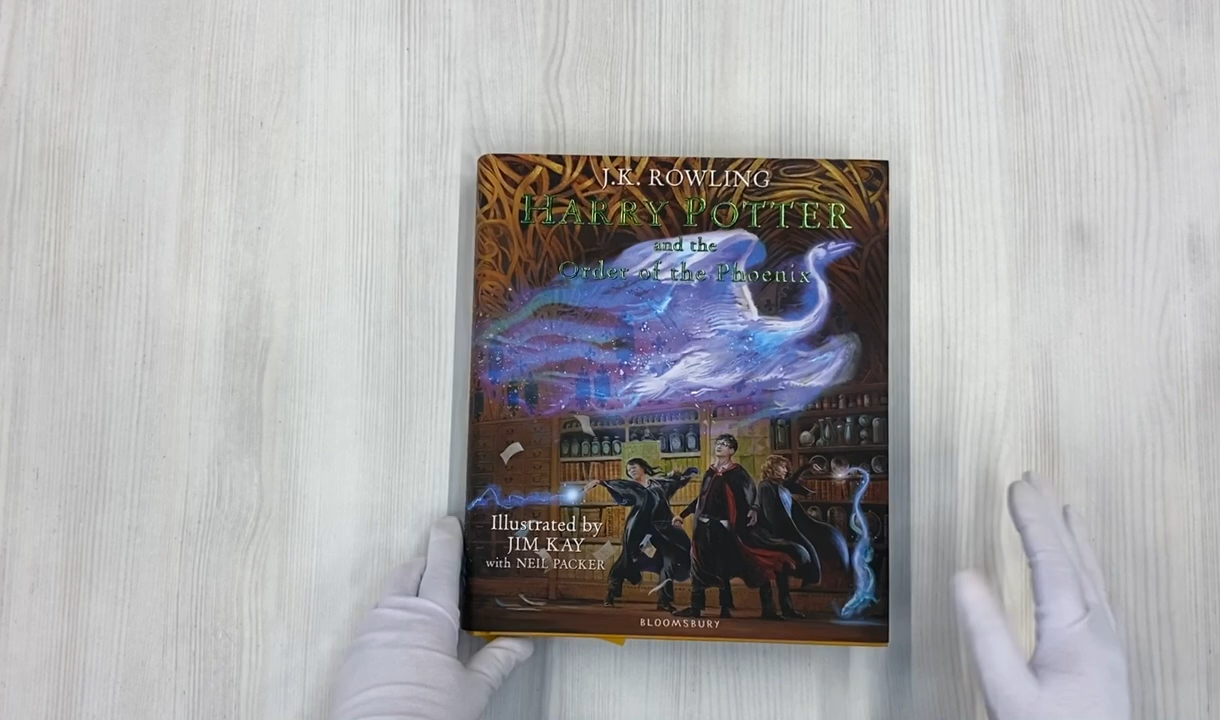 J.K. ROWLING
HARRY POTTER
and the
Order of the Phoenix
Illustrated by
JIM KAY
with NEIL PACKER
BLOOMSBURY